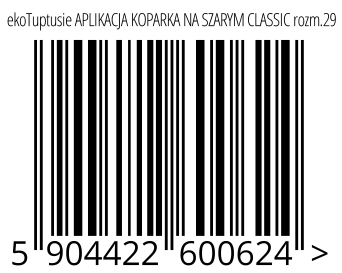 ekoTuptusie APLIKACJA KOPARKA NA SZARYM CLASSIC rozm.29
5 904422 600624 >